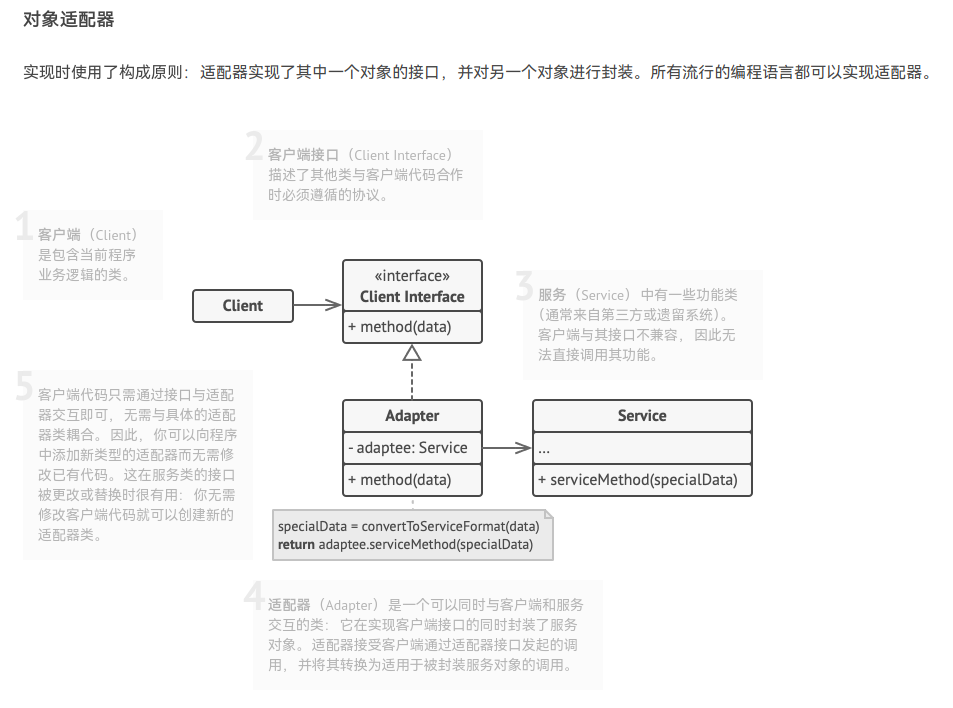 对象适配器
实现时使用了构成原则：适配器实现了其中一个对象的接口，并对另一个对象进行封装。所有流行的编程语言都可以实现适配器。
2
客户端接口（Client Interface）
描述了其他类与客户端代码合作
时必须遵循的协议。
1
客户端（Client）
是包含当前程序
业务逻辑的类。
Client
«interface»
Client Interface
+ method(data)
3
服务（Service）中有一些功能类
（通常来自第三方或遗留系统）。
客户端与其接口不兼容，因此无
法直接调用其功能。
5
客户端代码只需通过接口与适配
器交互即可，无需与具体的适配
器类耦合。因此，你可以向程序
中添加新类型的适配器而无需修
改已有代码。这在服务类的接口
被更改或替换时很有用：你无需
修改客户端代码就可以创建新的
适配器类。
Adapter
- adaptee: Service
+ method(data)
Service
...
+ serviceMethod(specialData)
specialData = convertToServiceFormat(data)
return adaptee.serviceMethod(specialData)
4
适配器（Adapter）是一个可以同时与客户端和服务
交互的类：它在实现客户端接口的同时封装了服务
对象。适配器接受客户端通过适配器接口发起的调
用，并将其转换为适用于被封装服务对象的调用。